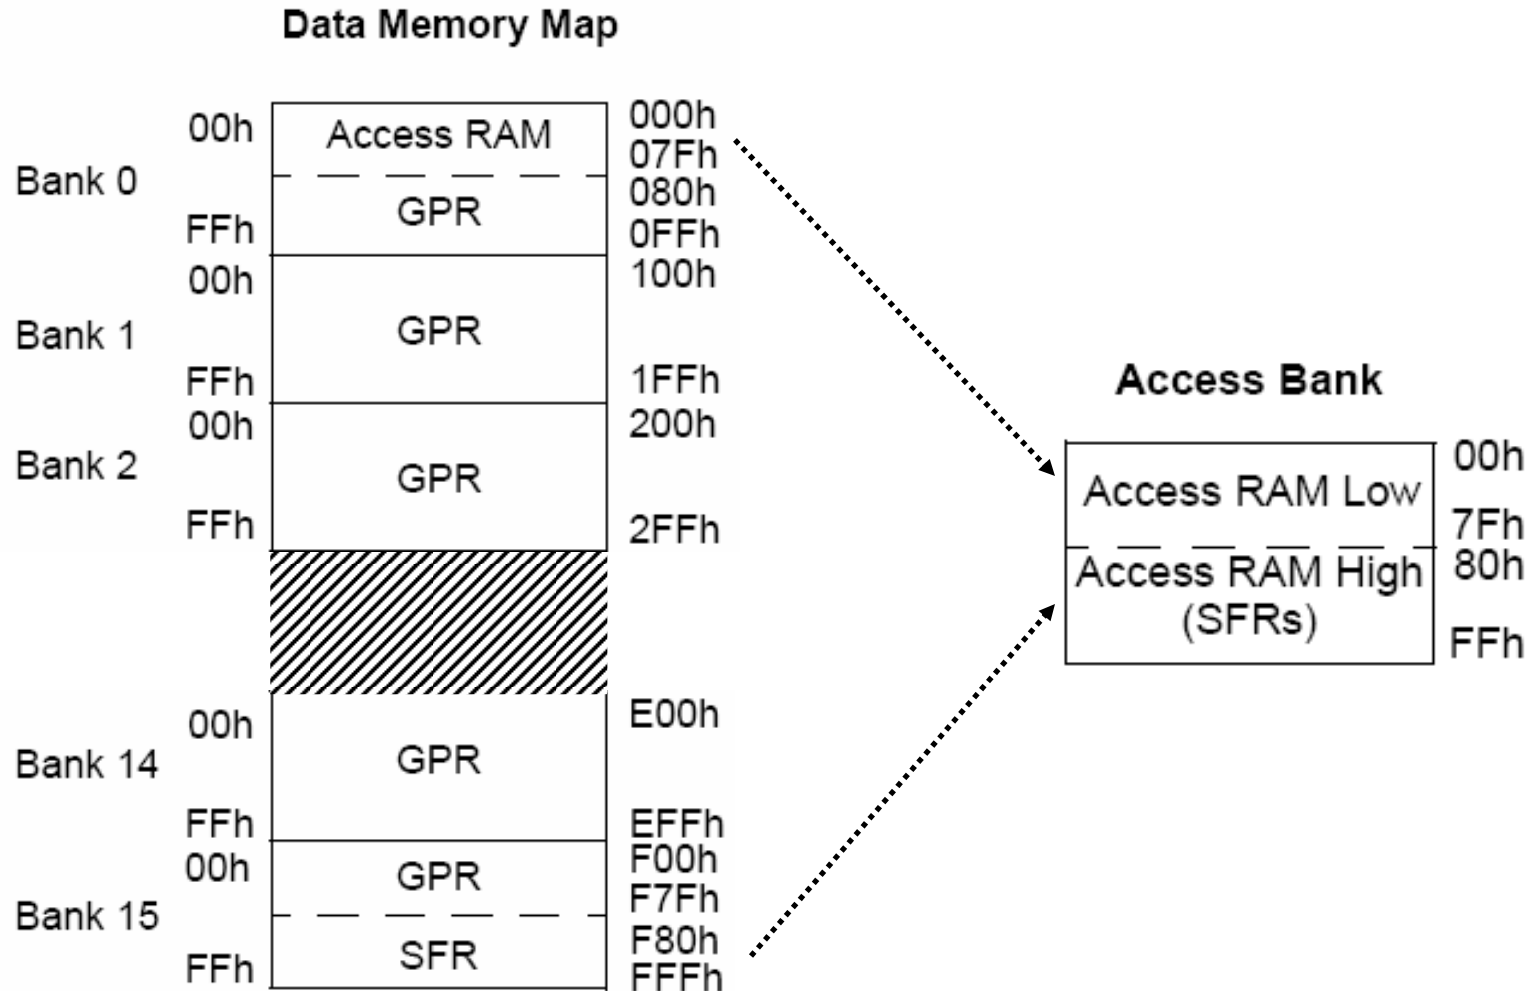 Data Memory Map
00h
Access RAM
000h
07Fh
Bank 0
080h
GPR
FFh
0FFh
00h
100h
Bank 1
GPR
FFh
1FFh
00h
200h
Bank 2
GPR
FFh
2FFh
00h
E00h
Bank 14
GPR
FFh
EFFh
00h
GPR
F00h
F7Fh
Bank 15
F80h
SFR
FFh
FFFh
Access Bank
00h
Access RAM Low
7Fh
80h
Access RAM High
(SFRs)
FFh